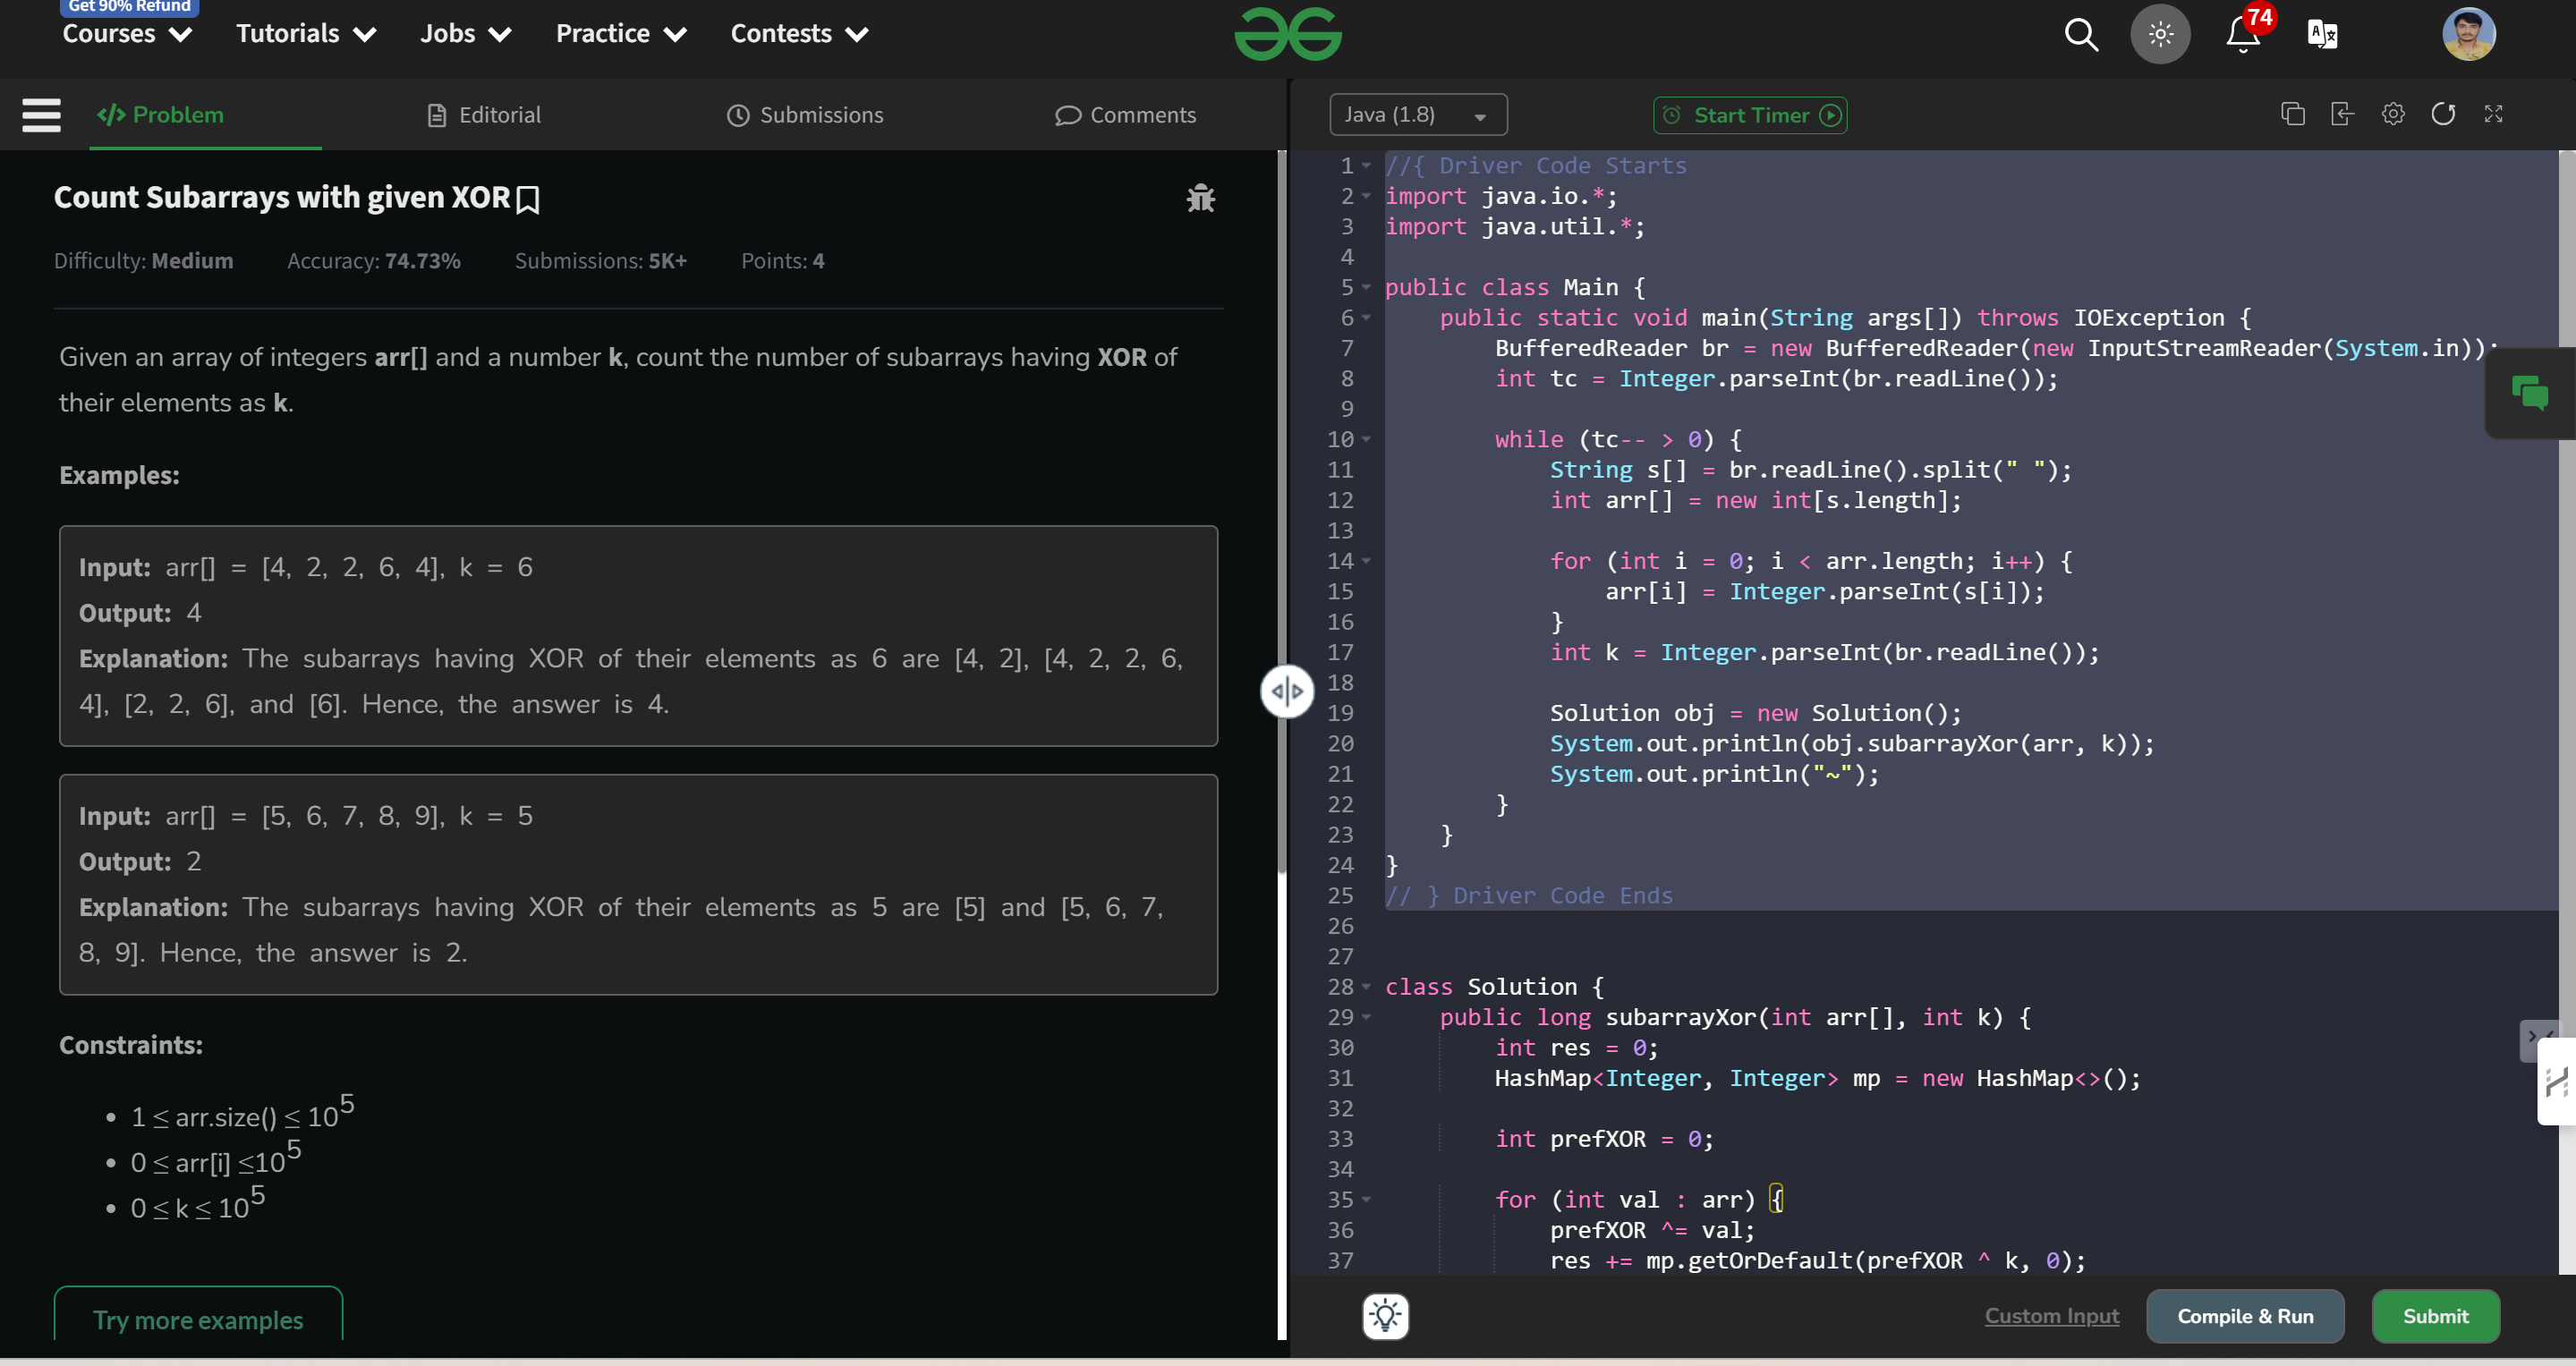 Get 90% Refund
Courses Tutorials Jobs Practice Contests
74
Problem Editorial Submissions Comments
Count Subarrays with given XOR
Difficulty: Medium Accuracy: 74.73% Submissions: 5K+ Points: 4
Given an array of integers arr[] and a number k, count the number of subarrays having XOR of
their elements as k.
Examples:
Input: arr[] = [4, 2, 2, 6, 4], k = 6
Output: 4
Explanation: The subarrays having XOR of their elements as 6 are [4, 2], [4, 2, 2, 6,
4], [2, 2, 6], and [6]. Hence, the answer is 4.
Input: arr[] = [5, 6, 7, 8, 9], k = 5
Output: 2
Explanation: The subarrays having XOR of their elements as 5 are [5] and [5, 6, 7,
8, 9]. Hence, the answer is 2.
Constraints:
• 1 ≤ arr.size() ≤ 10^5
• 0 ≤ arr[i] ≤10^5
• 0 ≤ k ≤ 10^5
Try more examples
Java (1.8) Start Timer
1 //{ Driver Code Starts
2 import java.io.*;
3 import java.util.*;
4
5 public class Main {
6     public static void main(String args[]) throws IOException {
7         BufferedReader br = new BufferedReader(new InputStreamReader(System.in));
8         int tc = Integer.parseInt(br.readLine());
9
10         while (tc-- > 0) {
11             String s[] = br.readLine().split(" ");
12             int arr[] = new int[s.length];
13
14             for (int i = 0; i < arr.length; i++) {
15                 arr[i] = Integer.parseInt(s[i]);
16             }
17             int k = Integer.parseInt(br.readLine());
18
19             Solution obj = new Solution();
20             System.out.println(obj.subarrayXor(arr, k));
21             System.out.println("~");
22         }
23     }
24 }
25 // } Driver Code Ends
26
27
28 class Solution {
29     public long subarrayXor(int arr[], int k) {
30         int res = 0;
31         HashMap<Integer, Integer> mp = new HashMap<>();
32
33         int prefXOR = 0;
34
35         for (int val : arr) {
36             prefXOR ^= val;
37             res += mp.getOrDefault(prefXOR ^ k, 0);
Custom Input Compile & Run Submit